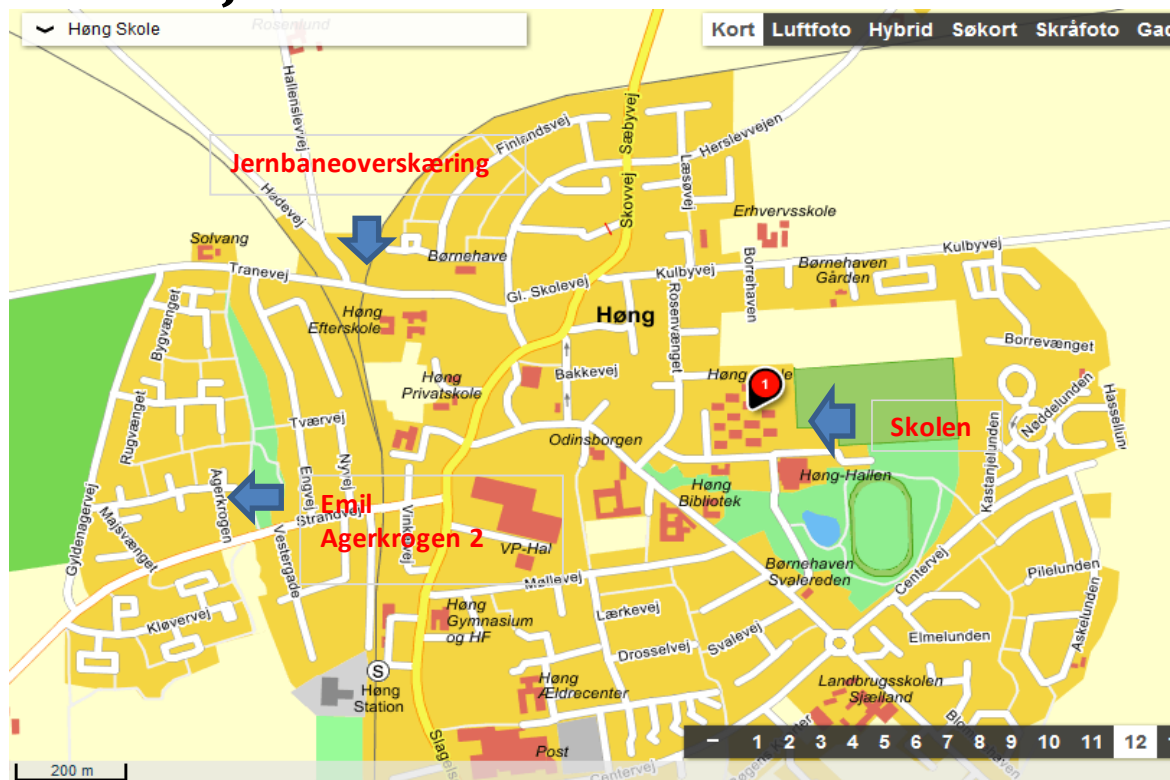 Høng Skole
Kort Luftfoto Hybrid Søkort Skråfoto
Rosenlund
Hallenslevvej
Finlandsvej
Sæbyvej
Herslevvejen
Læsøvej
Jernbaneoverskæring
Hadevej
Skovvej
Erhvervsskole
Solvang
Børnehave
Kulbyvej
Kulbyvej
Tranevej
Gl. Skolevej
Børnehaven
Gården
Borrehaven
Rosenvænget
Høng
Høng
Efterskole
Bygvænget
Borrevænget
Bakkevej
Høng
Privatskole
Høng
1
Nøddelunden
Rugvænget
Tværvej
Skolen
Odinsborgen
Kastanjelunden
Agerkrogen
Engvej
Nyvej
Høng-Hallen
Høng
Bibliotek
Emil
Agerkrogen 2
Strandvej
Majsvænget
Gyldenagervej
Vestergade
VP-Hal
Møllevej
Børnehaven
Svalereden
Centervej
Pilelunden
Kløvervej
Høng
Gymnasium
og HF
Lærkevej
Drosselvej
Svalevej
Elmelunden
Askelunden
S
Høng
Station
Høng
Ældrecenter
Landbrugsskolen
Sjælland
Post
Centervej
− 1 2 3 4 5 6 7 8 9 10 11 12
200 m